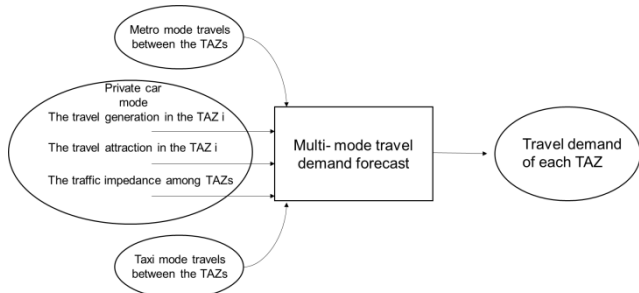 Metro mode travels
between the TAZs
Private car
mode
The travel generation in the TAZ i
The travel attraction in the TAZ i
The traffic impedance among TAZs
Multi- mode travel
demand forecast
Travel demand
of each TAZ
Taxi mode travels
between the TAZs